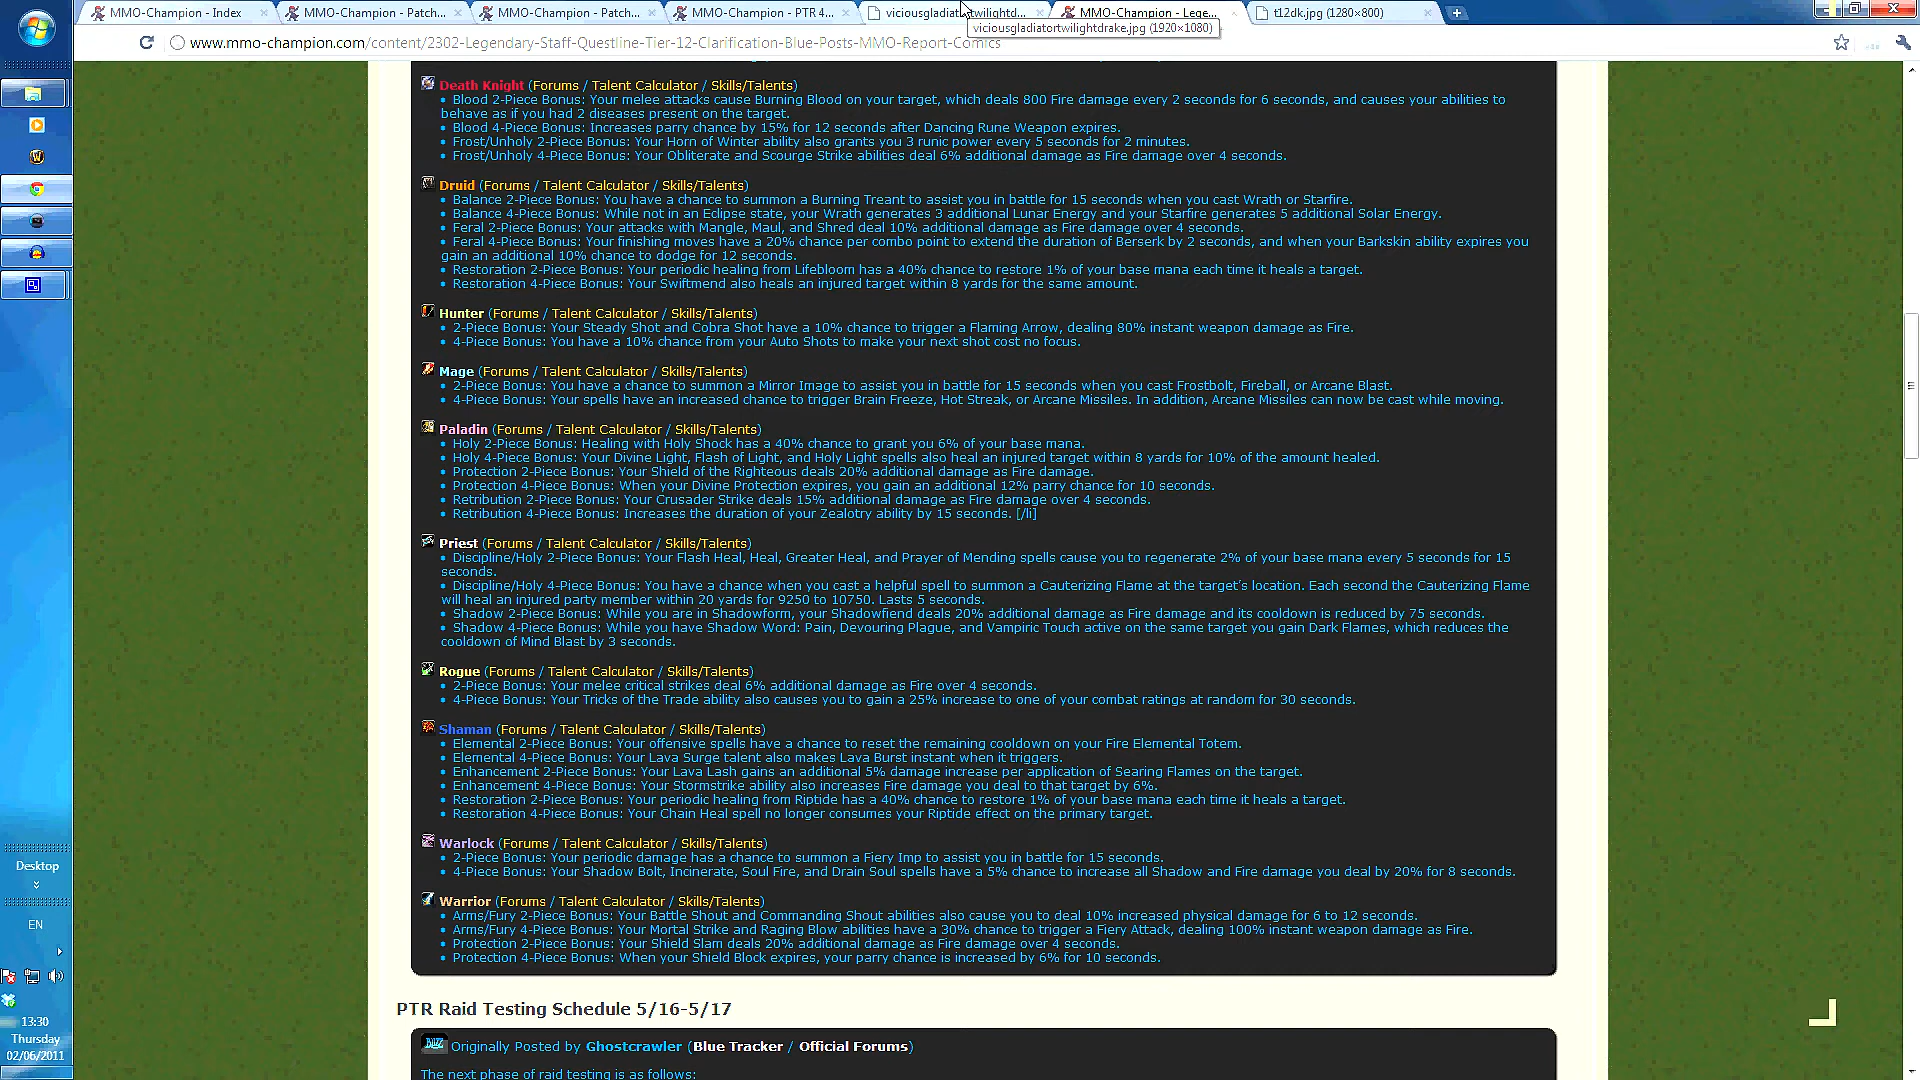 MMO-Champion - Index
MMO-Champion - Patch...
MMO-Champion - Patch...
MMO-Champion - PTR 4...
MMO-Champion - Lege...
t12dk.jpg (1280×800)
viciousgladiatortwilightdrake.jpg (1920×1080)
www.mmo-champion.com/content/2302-Legendary-Staff-Questline-Tier-12-Clarification-Blue-Posts-MMO-Report-Comics
Death Knight (Forums / Talent Calculator / Skills/Talents)
• Blood 2-Piece Bonus: Your melee attacks cause Burning Blood on your target, which deals 800 Fire damage every 2 seconds for 6 seconds, and causes your abilities to
behave as if you had 2 diseases present on the target.
• Blood 4-Piece Bonus: Increases parry chance by 15% for 12 seconds after Dancing Rune Weapon expires.
• Frost/Unholy 2-Piece Bonus: Your Horn of Winter ability also grants you 3 runic power every 5 seconds for 2 minutes.
• Frost/Unholy 4-Piece Bonus: Your Obliterate and Scourge Strike abilities deal 6% additional damage as Fire damage over 4 seconds.
Druid (Forums / Talent Calculator / Skills/Talents)
• Balance 2-Piece Bonus: You have a chance to summon a Burning Treant to assist you in battle for 15 seconds when you cast Wrath or Starfire.
• Balance 4-Piece Bonus: While not in an Eclipse state, your Wrath generates 3 additional Lunar Energy and your Starfire generates 5 additional Solar Energy.
• Feral 2-Piece Bonus: Your attacks with Mangle, Maul, and Shred deal 10% additional damage as Fire damage over 4 seconds.
• Feral 4-Piece Bonus: Your finishing moves have a 20% chance per combo point to extend the duration of Berserk by 2 seconds, and when your Barkskin ability expires you
gain an additional 10% chance to dodge for 12 seconds.
• Restoration 2-Piece Bonus: Your periodic healing from Lifebloom has a 40% chance to restore 1% of your base mana each time it heals a target.
• Restoration 4-Piece Bonus: Your Swiftmend also heals an injured target within 8 yards for the same amount.
Hunter (Forums / Talent Calculator / Skills/Talents)
• 2-Piece Bonus: Your Steady Shot and Cobra Shot have a 10% chance to trigger a Flaming Arrow, dealing 80% instant weapon damage as Fire.
• 4-Piece Bonus: You have a 10% chance from your Auto Shots to make your next shot cost no focus.
Mage (Forums / Talent Calculator / Skills/Talents)
• 2-Piece Bonus: You have a chance to summon a Mirror Image to assist you in battle for 15 seconds when you cast Frostbolt, Fireball, or Arcane Blast.
• 4-Piece Bonus: Your spells have an increased chance to trigger Brain Freeze, Hot Streak, or Arcane Missiles. In addition, Arcane Missiles can now be cast while moving.
Paladin (Forums / Talent Calculator / Skills/Talents)
• Holy 2-Piece Bonus: Healing with Holy Shock has a 40% chance to grant you 6% of your base mana.
• Holy 4-Piece Bonus: Your Divine Light, Flash of Light, and Holy Light spells also heal an injured target within 8 yards for 10% of the amount healed.
• Protection 2-Piece Bonus: Your Shield of the Righteous deals 20% additional damage as Fire damage.
• Protection 4-Piece Bonus: When your Divine Protection expires, you gain an additional 12% parry chance for 10 seconds.
• Retribution 2-Piece Bonus: Your Crusader Strike deals 15% additional damage as Fire damage over 4 seconds.
• Retribution 4-Piece Bonus: Increases the duration of your Zealotry ability by 15 seconds. [/li]
Priest (Forums / Talent Calculator / Skills/Talents)
• Discipline/Holy 2-Piece Bonus: Your Flash Heal, Heal, Greater Heal, and Prayer of Mending spells cause you to regenerate 2% of your base mana every 5 seconds for 15
seconds.
• Discipline/Holy 4-Piece Bonus: You have a chance when you cast a helpful spell to summon a Cauterizing Flame at the target's location. Each second the Cauterizing Flame
will heal an injured party member within 20 yards for 9250 to 10750. Lasts 5 seconds.
• Shadow 2-Piece Bonus: While you are in Shadowform, your Shadowfiend deals 20% additional damage as Fire damage and its cooldown is reduced by 75 seconds.
• Shadow 4-Piece Bonus: While you have Shadow Word: Pain, Devouring Plague, and Vampiric Touch active on the same target you gain Dark Flames, which reduces the
cooldown of Mind Blast by 3 seconds.
Rogue (Forums / Talent Calculator / Skills/Talents)
• 2-Piece Bonus: Your melee critical strikes deal 6% additional damage as Fire over 4 seconds.
• 4-Piece Bonus: Your Tricks of the Trade ability also causes you to gain a 25% increase to one of your combat ratings at random for 30 seconds.
Shaman (Forums / Talent Calculator / Skills/Talents)
• Elemental 2-Piece Bonus: Your offensive spells have a chance to reset the remaining cooldown on your Fire Elemental Totem.
• Elemental 4-Piece Bonus: Your Lava Surge talent also makes Lava Burst instant when it triggers.
• Enhancement 2-Piece Bonus: Your Lava Lash gains an additional 5% damage increase per application of Searing Flames on the target.
• Enhancement 4-Piece Bonus: Your Stormstrike ability also increases Fire damage you deal to that target by 6%.
• Restoration 2-Piece Bonus: Your periodic healing from Riptide has a 40% chance to restore 1% of your base mana each time it heals a target.
• Restoration 4-Piece Bonus: Your Chain Heal spell no longer consumes your Riptide effect on the primary target.
Warlock (Forums / Talent Calculator / Skills/Talents)
• 2-Piece Bonus: Your periodic damage has a chance to summon a Fiery Imp to assist you in battle for 15 seconds.
• 4-Piece Bonus: Your Shadow Bolt, Incinerate, Soul Fire, and Drain Soul spells have a 5% chance to increase all Shadow and Fire damage you deal by 20% for 8 seconds.
Warrior (Forums / Talent Calculator / Skills/Talents)
• Arms/Fury 2-Piece Bonus: Your Battle Shout and Commanding Shout abilities also cause you to deal 10% increased physical damage for 6 to 12 seconds.
• Arms/Fury 4-Piece Bonus: Your Mortal Strike and Raging Blow abilities have a 30% chance to trigger a Fiery Attack, dealing 100% instant weapon damage as Fire.
• Protection 2-Piece Bonus: Your Shield Slam deals 20% additional damage as Fire damage over 4 seconds.
• Protection 4-Piece Bonus: When your Shield Block expires, your parry chance is increased by 6% for 10 seconds.
PTR Raid Testing Schedule 5/16-5/17
Originally Posted by Ghostcrawler (Blue Tracker / Official Forums)
The next phase of raid testing is as follows:
Desktop
EN
13:30
Thursday
02/06/2011